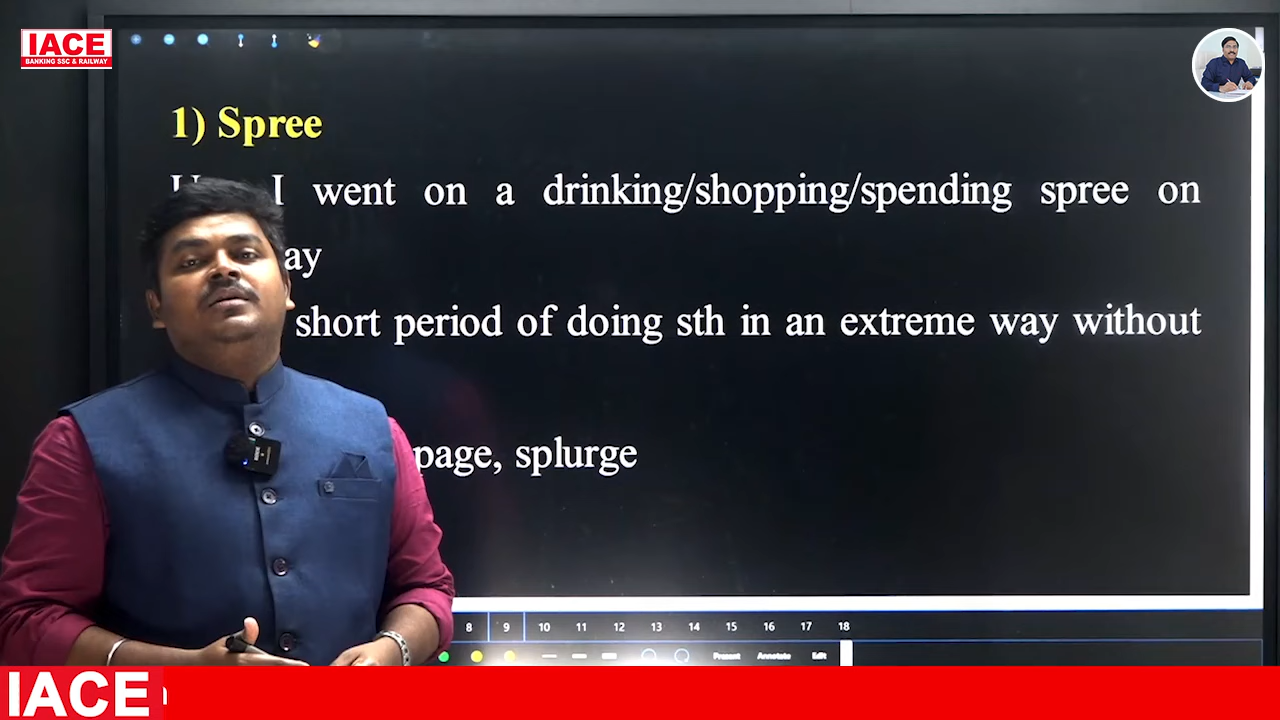 IACE
BANKING SSC & RAILWAY
1) Spree
I went on a drinking/shopping/spending spree on
ay
short period of doing sth in an extreme way without
page, splurge
8 9 10 11 12 13 14 15 16 17 18
Present Annotate Edit
IACE